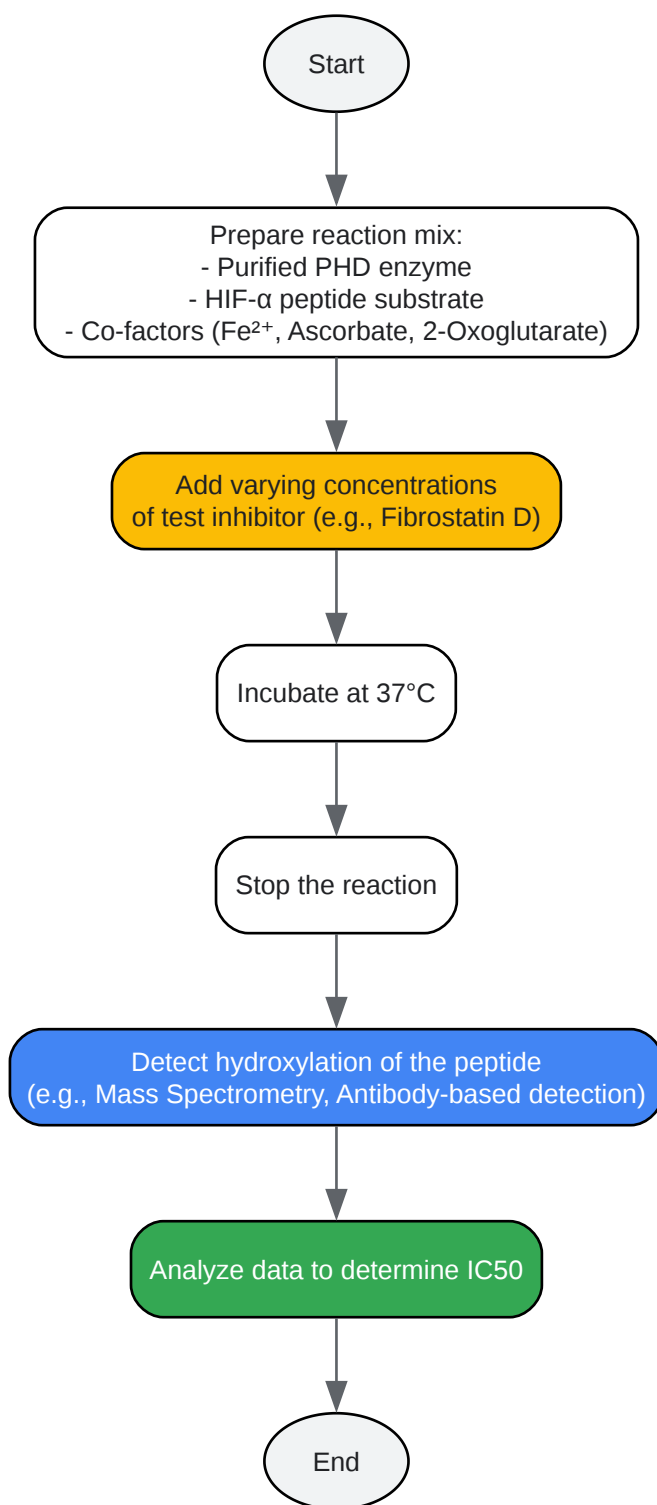 Start
Prepare reaction mix:
- Purified PHD enzyme
- HIF-α peptide substrate
- Co-factors (Fe²⁺, Ascorbate, 2-Oxoglutarate)
Add varying concentrations
of test inhibitor (e.g., Fibrostatin D)
Incubate at 37°C
Stop the reaction
Detect hydroxylation of the peptide
(e.g., Mass Spectrometry, Antibody-based detection)
Analyze data to determine IC50
End